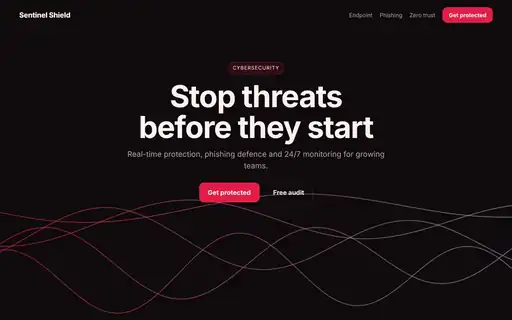 Sentinel Shield
Endpoint Phishing Zero trust Get protected
CYBERSECURITY
Stop threats
before they start
Real-time protection, phishing defence and 24/7 monitoring for growing
teams.
Get protected Free audit